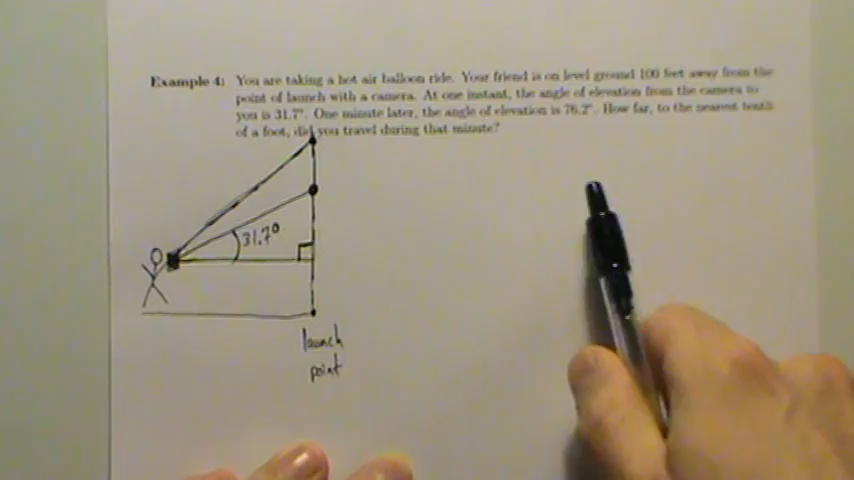 Example 4: You are taking a hot air balloon ride. Your friend is on level ground 100 feet away from the
point of launch with a camera. At one instant, the angle of elevation from the camera to
you is 31.7°. One minute later, the angle of elevation is 76.2°. How far, to the nearest tenth
of a foot, did you travel during that minute?
31.7°
launch
point